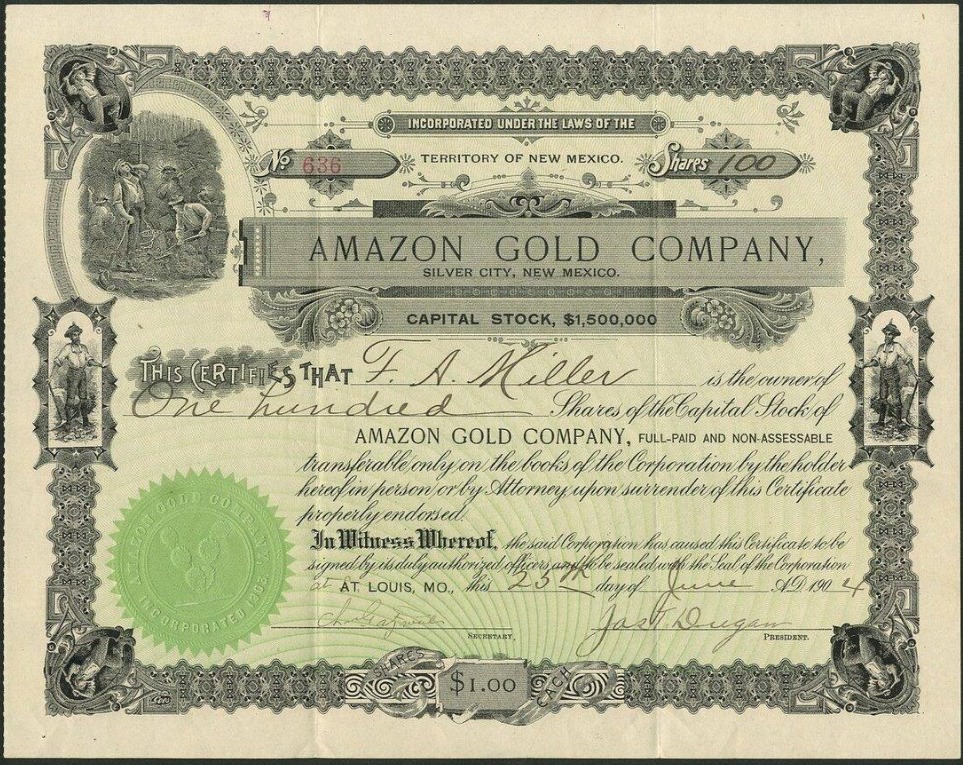 INCORPORATED UNDER THE LAWS OF THE
TERRITORY OF NEW MEXICO.
No 636
Shares 100
AMAZON GOLD COMPANY,
SILVER CITY, NEW MEXICO.
CAPITAL STOCK, $1,500,000
THIS CERTIFIES THAT F. A. Miller is the owner of
One hundred Shares of the Capital Stock of
AMAZON GOLD COMPANY, FULL-PAID AND NON-ASSESSABLE
transferable only on the books of the Corporation by the holder
hereof in person or by Attorney upon surrender of this Certificate
properly endorsed.
In Witness Whereof, the said Corporation has caused this Certificate to be
signed by its duly authorized officers and to be sealed with the Seal of the Corporation
at AT LOUIS, MO., this 25th day of June A.D. 1904
Jas. T. Dugan
SECRETARY,
PRESIDENT.
AMAZON GOLD COMPANY
INCORPORATED 1903.
SHARES $1.00 EACH